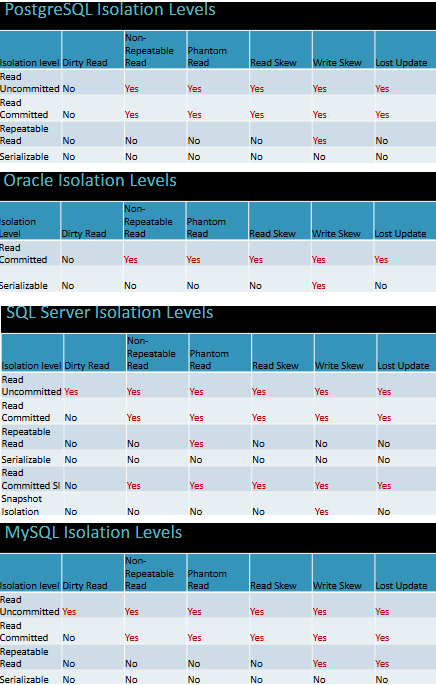 PostgreSQL Isolation Levels
Isolation level Dirty Read Non-Repeatable Read Phantom Read Read Skew Write Skew Lost Update
Read Uncommitted No Yes Yes Yes Yes Yes
Read Committed No Yes Yes Yes Yes Yes
Repeatable Read No No No No Yes No
Serializable No No No No No No
Oracle Isolation Levels
Isolation Level Dirty Read Non-Repeatable Read Phantom Read Read Skew Write Skew Lost Update
Read Committed No Yes Yes Yes Yes Yes
Serializable No No No No Yes No
SQL Server Isolation Levels
Isolation level Dirty Read Non-Repeatable Read Phantom Read Read Skew Write Skew Lost Update
Read Uncommitted Yes Yes Yes Yes Yes Yes
Read Committed No Yes Yes Yes Yes Yes
Repeatable Read No No Yes No No No
Serializable No No No No No No
Read Committed SI No Yes Yes Yes Yes Yes
Snapshot Isolation No No No No Yes No
MySQL Isolation Levels
Isolation level Dirty Read Non-Repeatable Read Phantom Read Read Skew Write Skew Lost Update
Read Uncommitted Yes Yes Yes Yes Yes Yes
Read Committed No Yes Yes Yes Yes Yes
Repeatable Read No No No No Yes Yes
Serializable No No No No No No